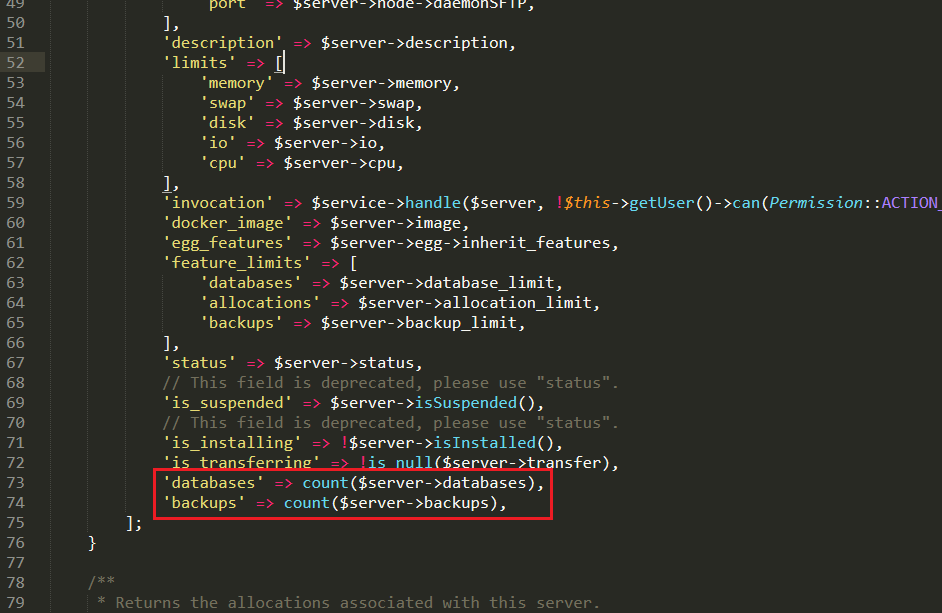 49 'port' => $server->node->daemonSFTP,
50 ],
51 'description' => $server->description,
52 'limits' => [
53 'memory' => $server->memory,
54 'swap' => $server->swap,
55 'disk' => $server->disk,
56 'io' => $server->io,
57 'cpu' => $server->cpu,
58 ],
59 'invocation' => $service->handle($server, !$this->getUser()->can(Permission::ACTION_
60 'docker_image' => $server->image,
61 'egg_features' => $server->egg->inherit_features,
62 'feature_limits' => [
63 'databases' => $server->database_limit,
64 'allocations' => $server->allocation_limit,
65 'backups' => $server->backup_limit,
66 ],
67 'status' => $server->status,
68 // This field is deprecated, please use "status".
69 'is_suspended' => $server->isSuspended(),
70 // This field is deprecated, please use "status".
71 'is_installing' => !$server->isInstalled(),
72 'is_transferring' => !is_null($server->transfer),
73 'databases' => count($server->databases),
74 'backups' => count($server->backups),
75 ];
76 }
77
78 /**
79 * Returns the allocations associated with this server.